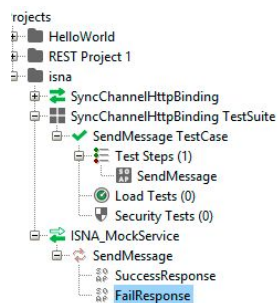 rojects
HelloWorld
REST Project 1
isna
SyncChannelHttpBinding
SyncChannelHttpBinding TestSuite
SendMessage TestCase
Test Steps (1)
SendMessage
Load Tests (0)
Security Tests (0)
ISNA_MockService
SendMessage
SuccessResponse
FailResponse